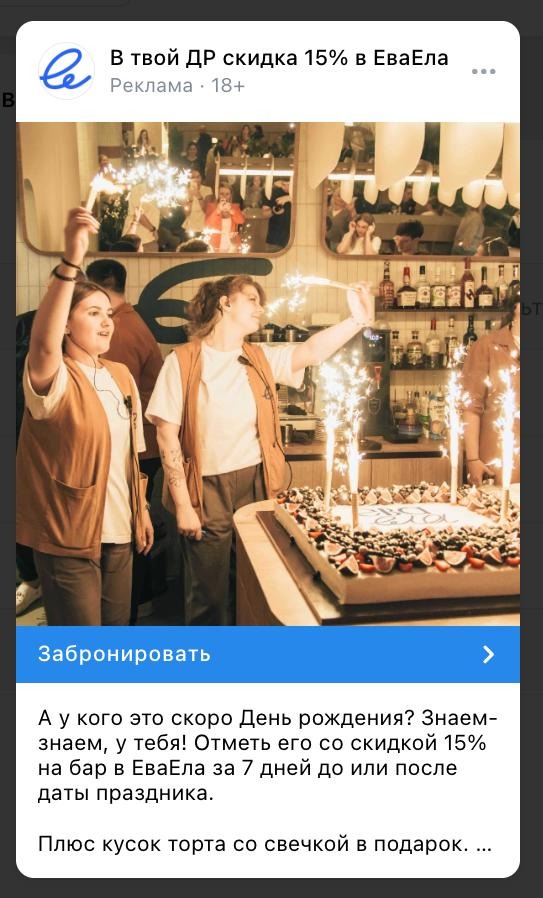 В твой ДР скидка 15% в ЕваЕла
Реклама · 18+
Забронировать
А у кого это скоро День рождения? Знаем-
знаем, у тебя! Отметь его со скидкой 15%
на бар в ЕваЕла за 7 дней до или после
даты праздника.
Плюс кусок торта со свечкой в подарок. ...